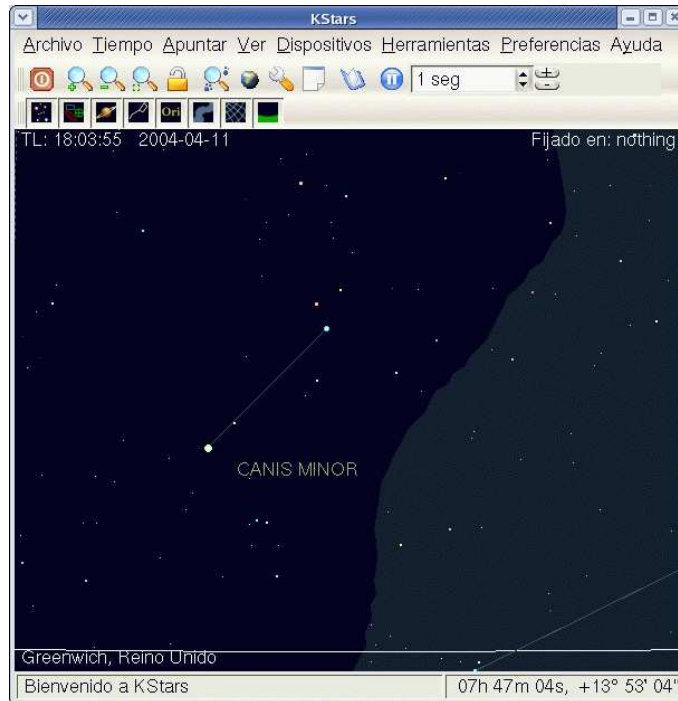 KStars
Archivo Tiempo Apuntar Ver Dispositivos Herramientas Preferencias Ayuda
1 seg
Ori
TL: 18:03:55 2004-04-11 Fijado en: nothing
CANIS MINOR
Greenwich, Reino Unido
Bienvenido a KStars 07h 47m 04s, +13° 53' 04"